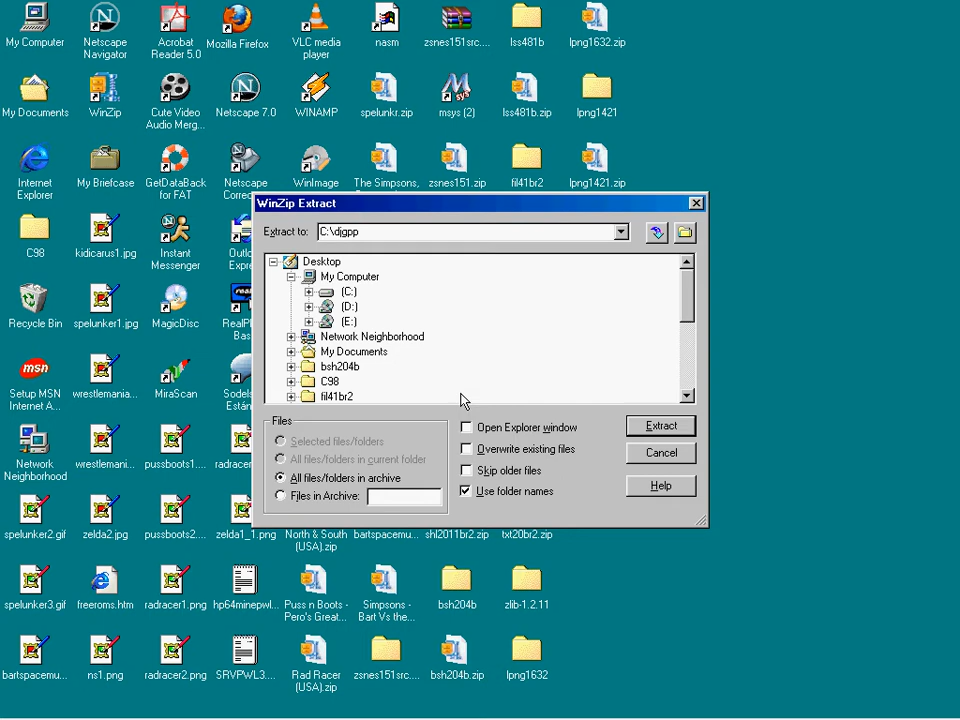 My Computer
Netscape
Navigator
Acrobat
Reader 5.0
Mozilla Firefox
VLC media
player
nasm
zsnes151src....
lss481b
lpng1632.zip
My Documents
WinZip
Cute Video
Audio Merg...
Netscape 7.0
WINAMP
spelunkr.zip
msys (2)
lss481b.zip
lpng1421
Internet
Explorer
My Briefcase
GetDataBack
for FAT
Netscape
WinImage
The Simpsons,
zsnes151.zip
fil41br2
lpng1421.zip
WinZip Extract
Extract to:
C:\djgpp
Desktop
My Computer
(C:)
(D:)
(E:)
Network Neighborhood
My Documents
bsh204b
C98
fil41br2
Files
Selected files/folders
All files/folders in current folder
All files/folders in archive
Files in Archive:
Open Explorer window
Overwrite existing files
Skip older files
Use folder names
Extract
Cancel
Help
C98
kidicarus1.jpg
Instant
Messenger
Recycle Bin
spelunker1.jpg
MagicDisc
msn
Setup MSN
Internet A...
wrestlemani...
MiraScan
Network
Neighborhood
wrestlemani...
pussboots1....
spelunker2.gif
zelda2.jpg
pussboots2....
zelda1_1.png
North & South
(USA).zip
bartspacemu...
shl2011br2.zip
txt20br2.zip
spelunker3.gif
freeroms.htm
radracer1.png
hp64minepwl...
Puss n Boots -
Pero's Great...
Simpsons -
Bart Vs the...
bsh204b
zlib-1.2.11
bartspacemu...
ns1.png
radracer2.png
SRVPWL3...
Rad Racer
(USA).zip
zsnes151src...
bsh204b.zip
lpng1632